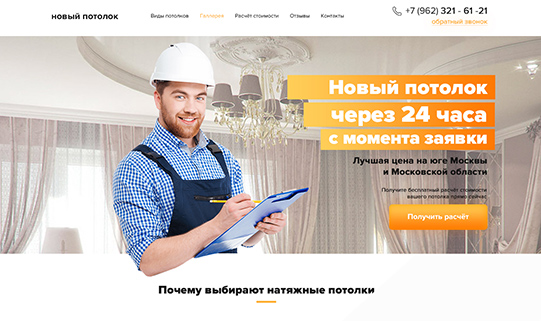 новый потолок
Виды потолков Галлерея Расчёт стоимости Отзывы Контакты
+7 (962) 321 - 61 -21
обратный звонок
Новый потолок
через 24 часа
с момента заявки
Лучшая цена на юге Москвы
и Московской области
Получите бесплатный расчёт стоимости
вашего потолка прямо сейчас
Получить расчёт
Почему выбирают натяжные потолки